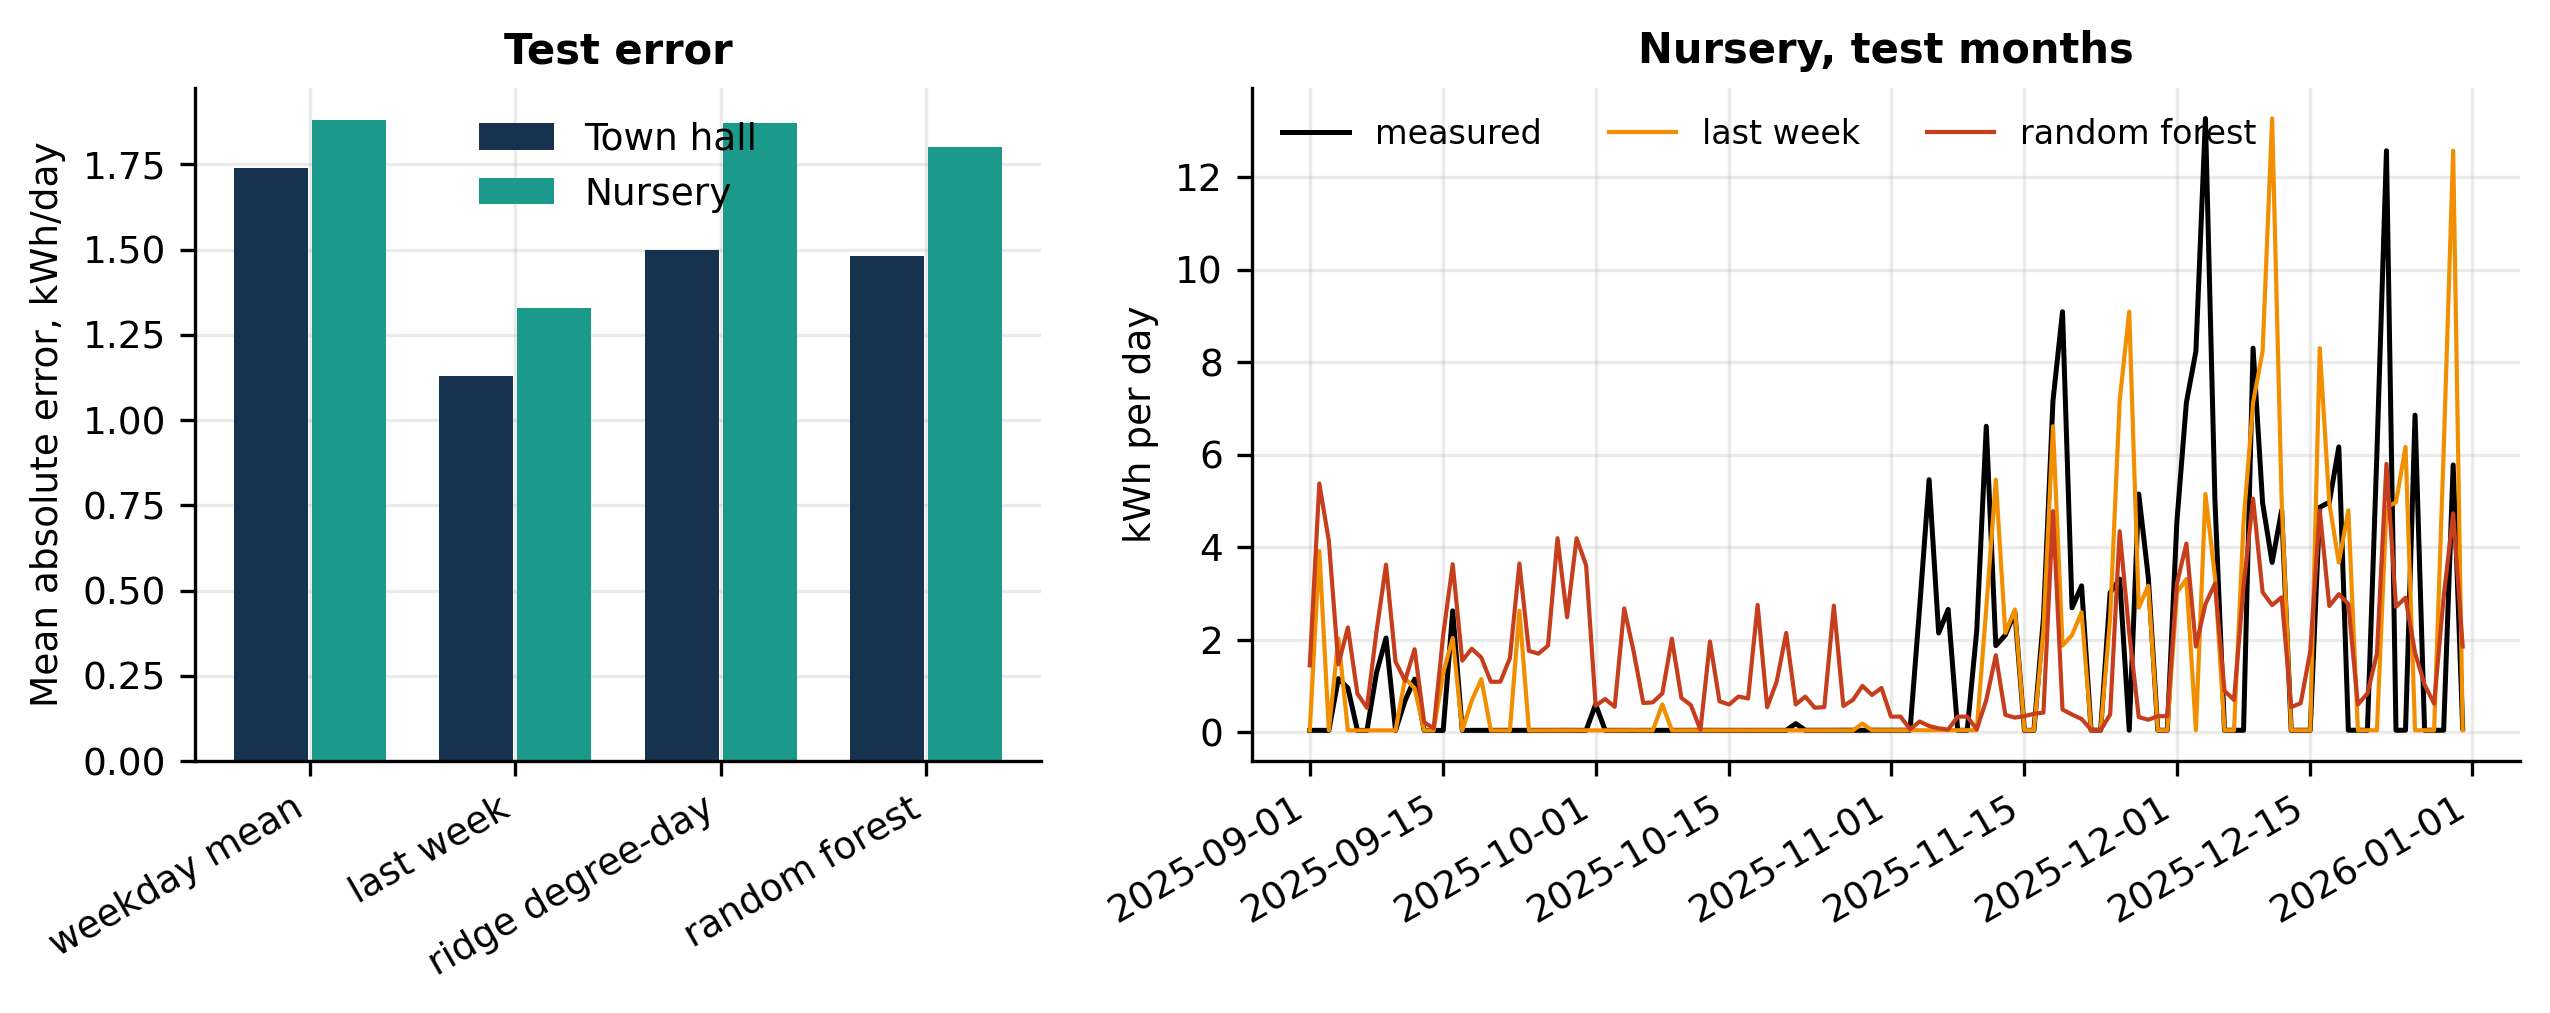 Test error
Mean absolute error, kWh/day
1.75
1.50
1.25
1.00
0.75
0.50
0.25
0.00
Town hall
Nursery
weekday mean
last week
ridge degree-day
random forest
Nursery, test months
kWh per day
measured
last week
random forest
12
10
8
6
4
2
0
2025-09-01
2025-09-15
2025-10-01
2025-10-15
2025-11-01
2025-11-15
2025-12-01
2025-12-15
2026-01-01